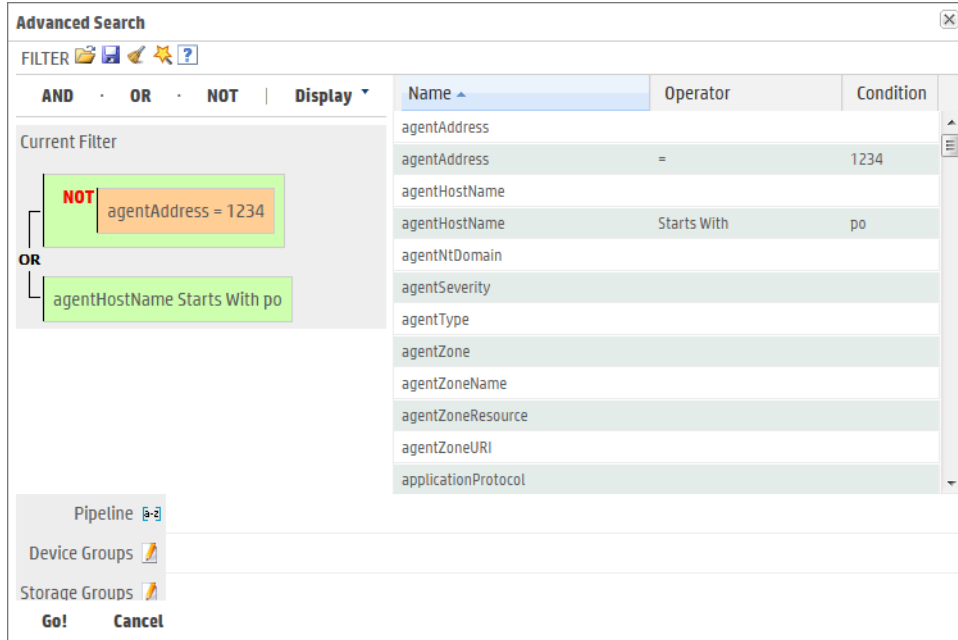 Advanced Search
FILTER ?
AND · OR · NOT | Display
Name Operator Condition
Current Filter
NOT
agentAddress = 1234
OR
agentHostName Starts With po
agentAddress
agentAddress = 1234
agentHostName
agentHostName Starts With po
agentNtDomain
agentSeverity
agentType
agentZone
agentZoneName
agentZoneResource
agentZoneURI
applicationProtocol
Pipeline [a-z]
Device Groups
Storage Groups
Go! Cancel